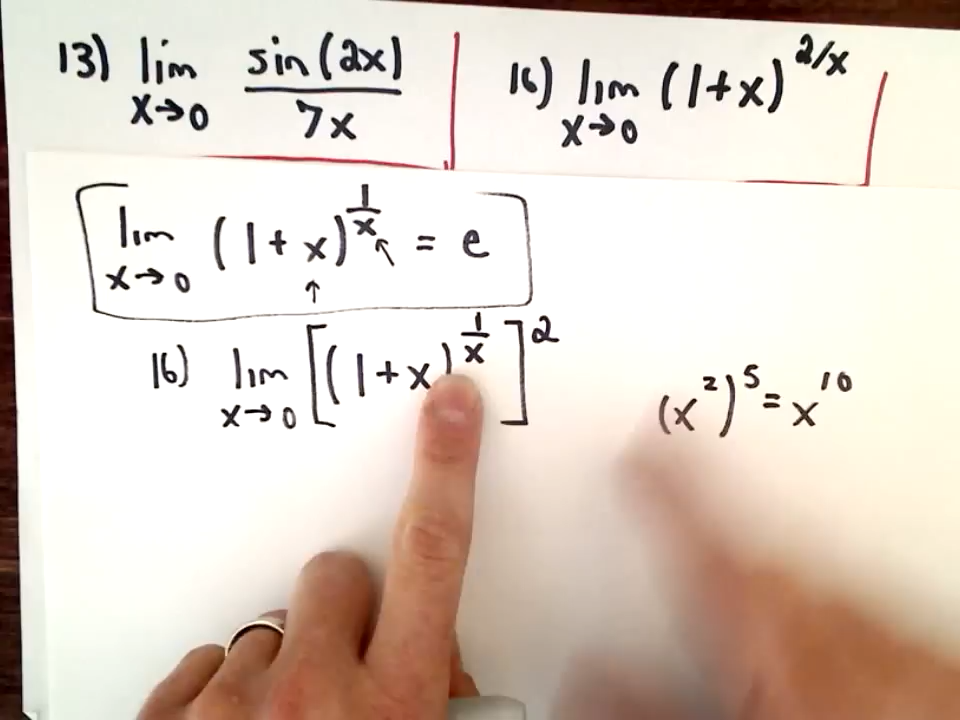 13) lim x→0 sin(2x) / 7x
16) lim x→0 (1+x)^{2/x}
lim x→0 (1+x)^{1/x} = e
16) lim x→0 [(1+x)^{1/x}]^2
(x^2)^5 = x^{10}